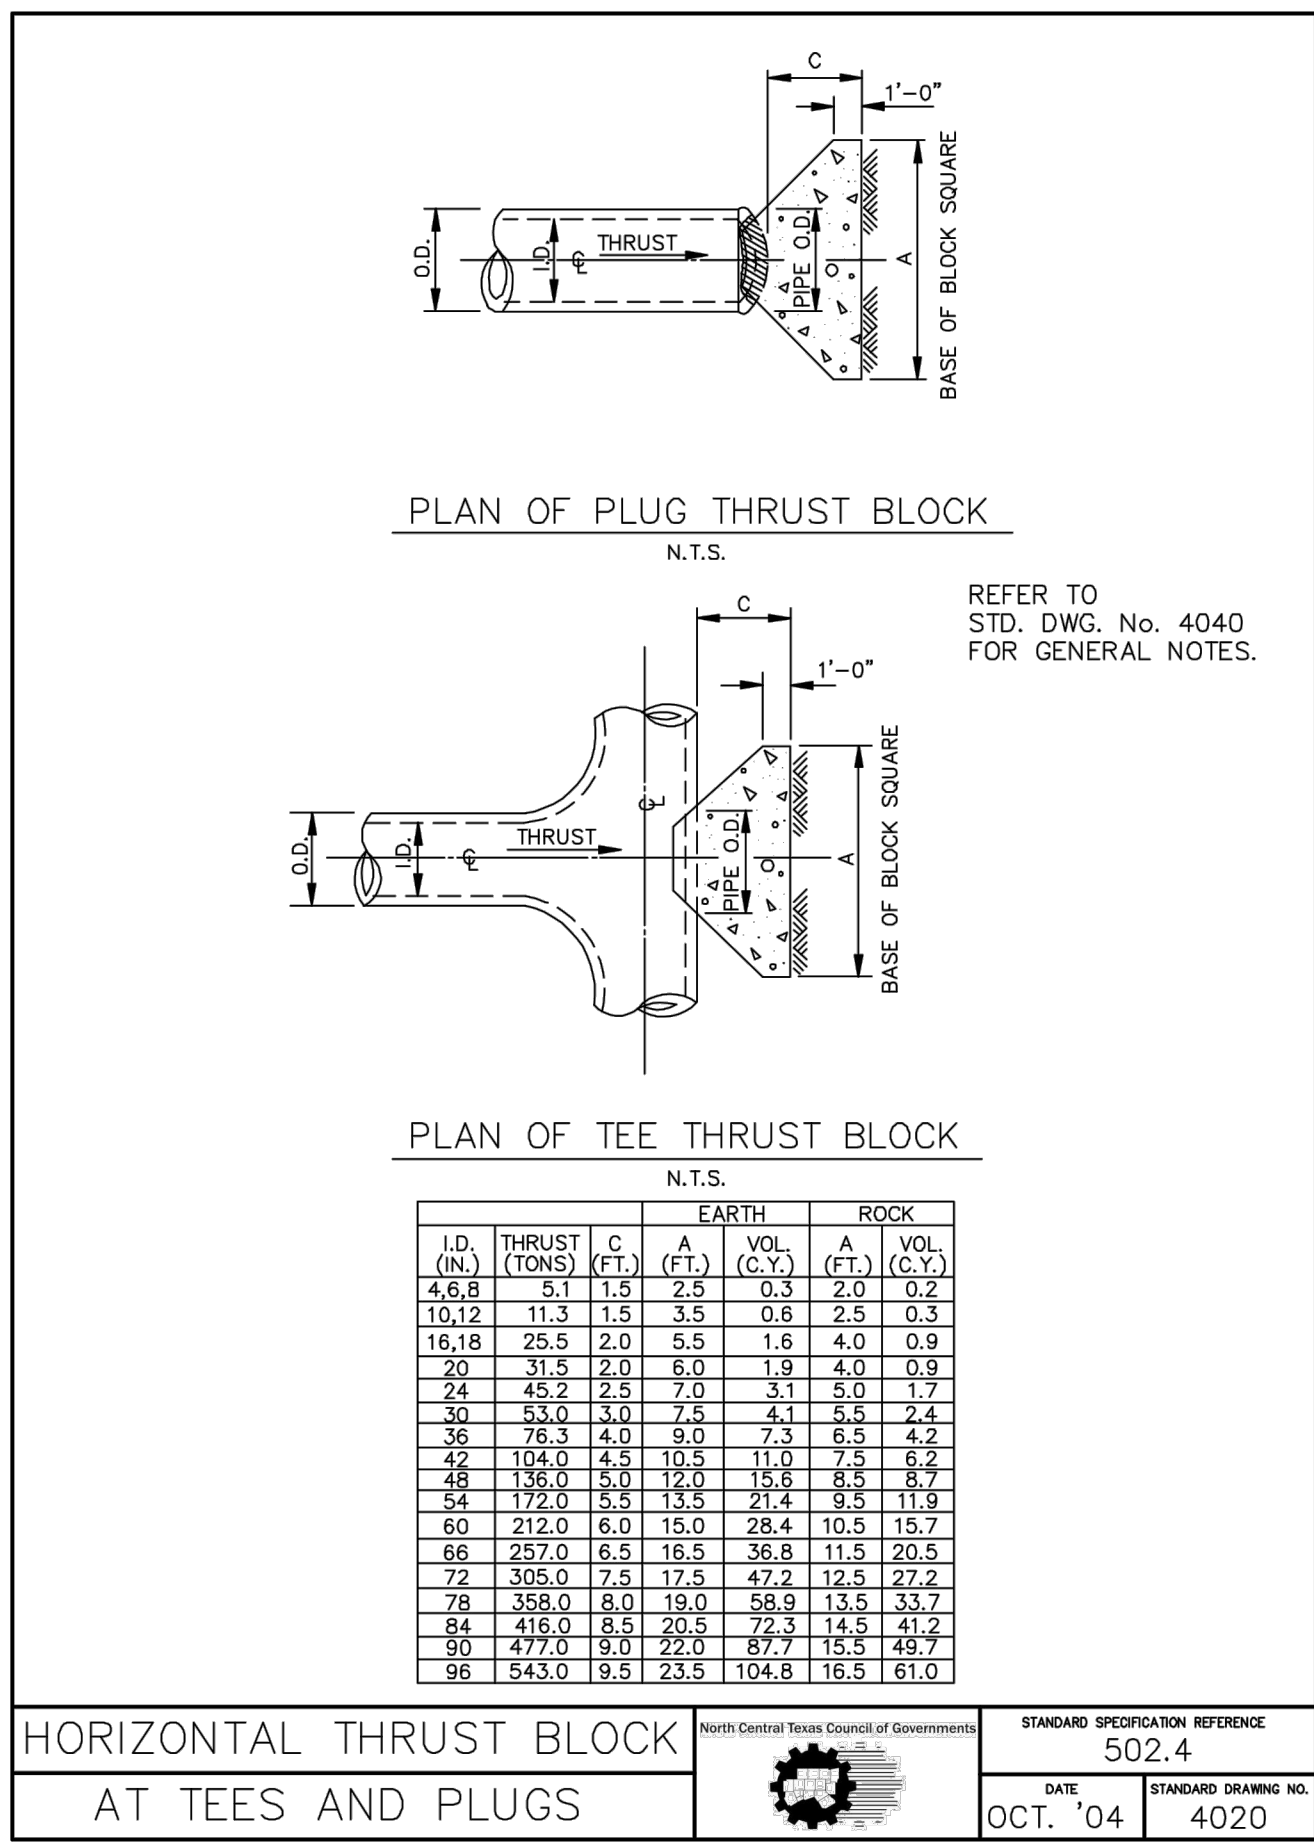 C
1'-0"
O.D.
I.D.
℄
THRUST
PIPE O.D.
A
BASE OF BLOCK SQUARE
PLAN OF PLUG THRUST BLOCK
N.T.S.
REFER TO
STD. DWG. No. 4040
FOR GENERAL NOTES.
C
1'-0"
O.D.
I.D.
℄
THRUST
℄
PIPE O.D.
A
BASE OF BLOCK SQUARE
PLAN OF TEE THRUST BLOCK
N.T.S.
EARTH ROCK
I.D. (IN.) THRUST (TONS) C (FT.) A (FT.) VOL. (C.Y.) A (FT.) VOL. (C.Y.)
4,6,8 5.1 1.5 2.5 0.3 2.0 0.2
10,12 11.3 1.5 3.5 0.6 2.5 0.3
16,18 25.5 2.0 5.5 1.6 4.0 0.9
20 31.5 2.0 6.0 1.9 4.0 0.9
24 45.2 2.5 7.0 3.1 5.0 1.7
30 53.0 3.0 7.5 4.1 5.5 2.4
36 76.3 4.0 9.0 7.3 6.5 4.2
42 104.0 4.5 10.5 11.0 7.5 6.2
48 136.0 5.0 12.0 15.6 8.5 8.7
54 172.0 5.5 13.5 21.4 9.5 11.9
60 212.0 6.0 15.0 28.4 10.5 15.7
66 257.0 6.5 16.5 36.8 11.5 20.5
72 305.0 7.5 17.5 47.2 12.5 27.2
78 358.0 8.0 19.0 58.9 13.5 33.7
84 416.0 8.5 20.5 72.3 14.5 41.2
90 477.0 9.0 22.0 87.7 15.5 49.7
96 543.0 9.5 23.5 104.8 16.5 61.0
HORIZONTAL THRUST BLOCK
AT TEES AND PLUGS
North Central Texas Council of Governments
STANDARD SPECIFICATION REFERENCE
502.4
DATE
OCT. '04
STANDARD DRAWING NO.
4020